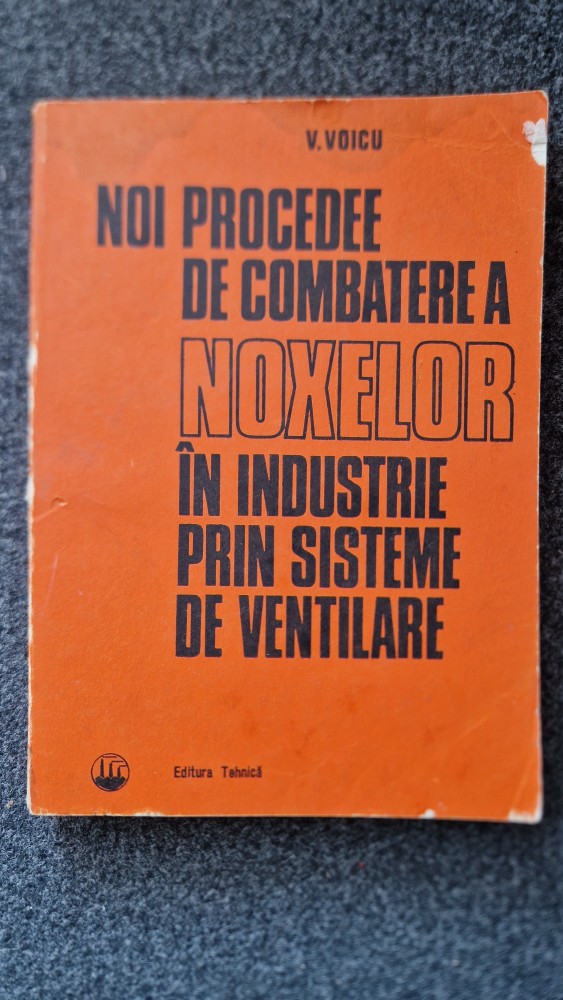 V. VOICU
NOI PROCEDEE
DE COMBATERE A
NOXELOR
ÎN INDUSTRIE
PRIN SISTEME
DE VENTILARE
Editura Tehnică